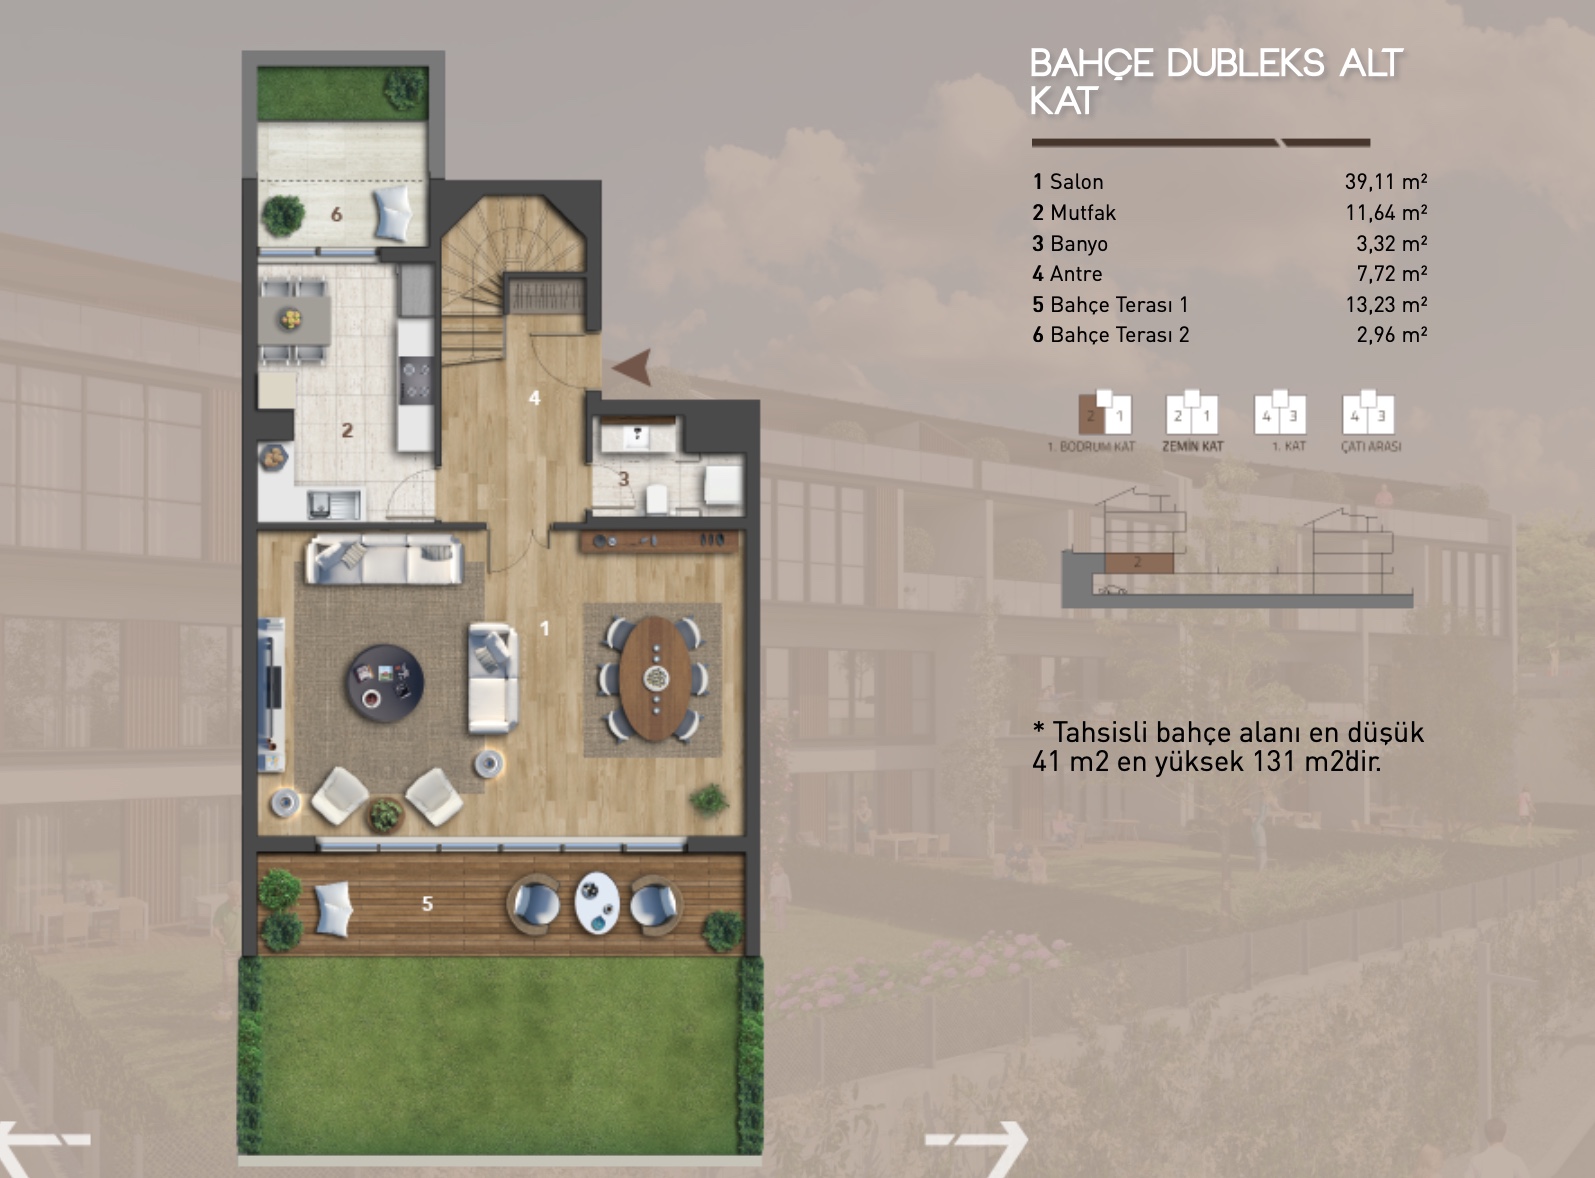 BAHÇE DUBLEKS ALT
KAT
1 Salon 39,11 m²
2 Mutfak 11,64 m²
3 Banyo 3,32 m²
4 Antre 7,72 m²
5 Bahçe Terası 1 13,23 m²
6 Bahçe Terası 2 2,96 m²
2 1
2 1
4 3
4 3
1. BODRUM KAT
ZEMİN KAT
1. KAT
ÇATI ARASI
2
* Tahsisli bahçe alanı en düşük
41 m2 en yüksek 131 m2'dir.
6
4
2
3
1
5